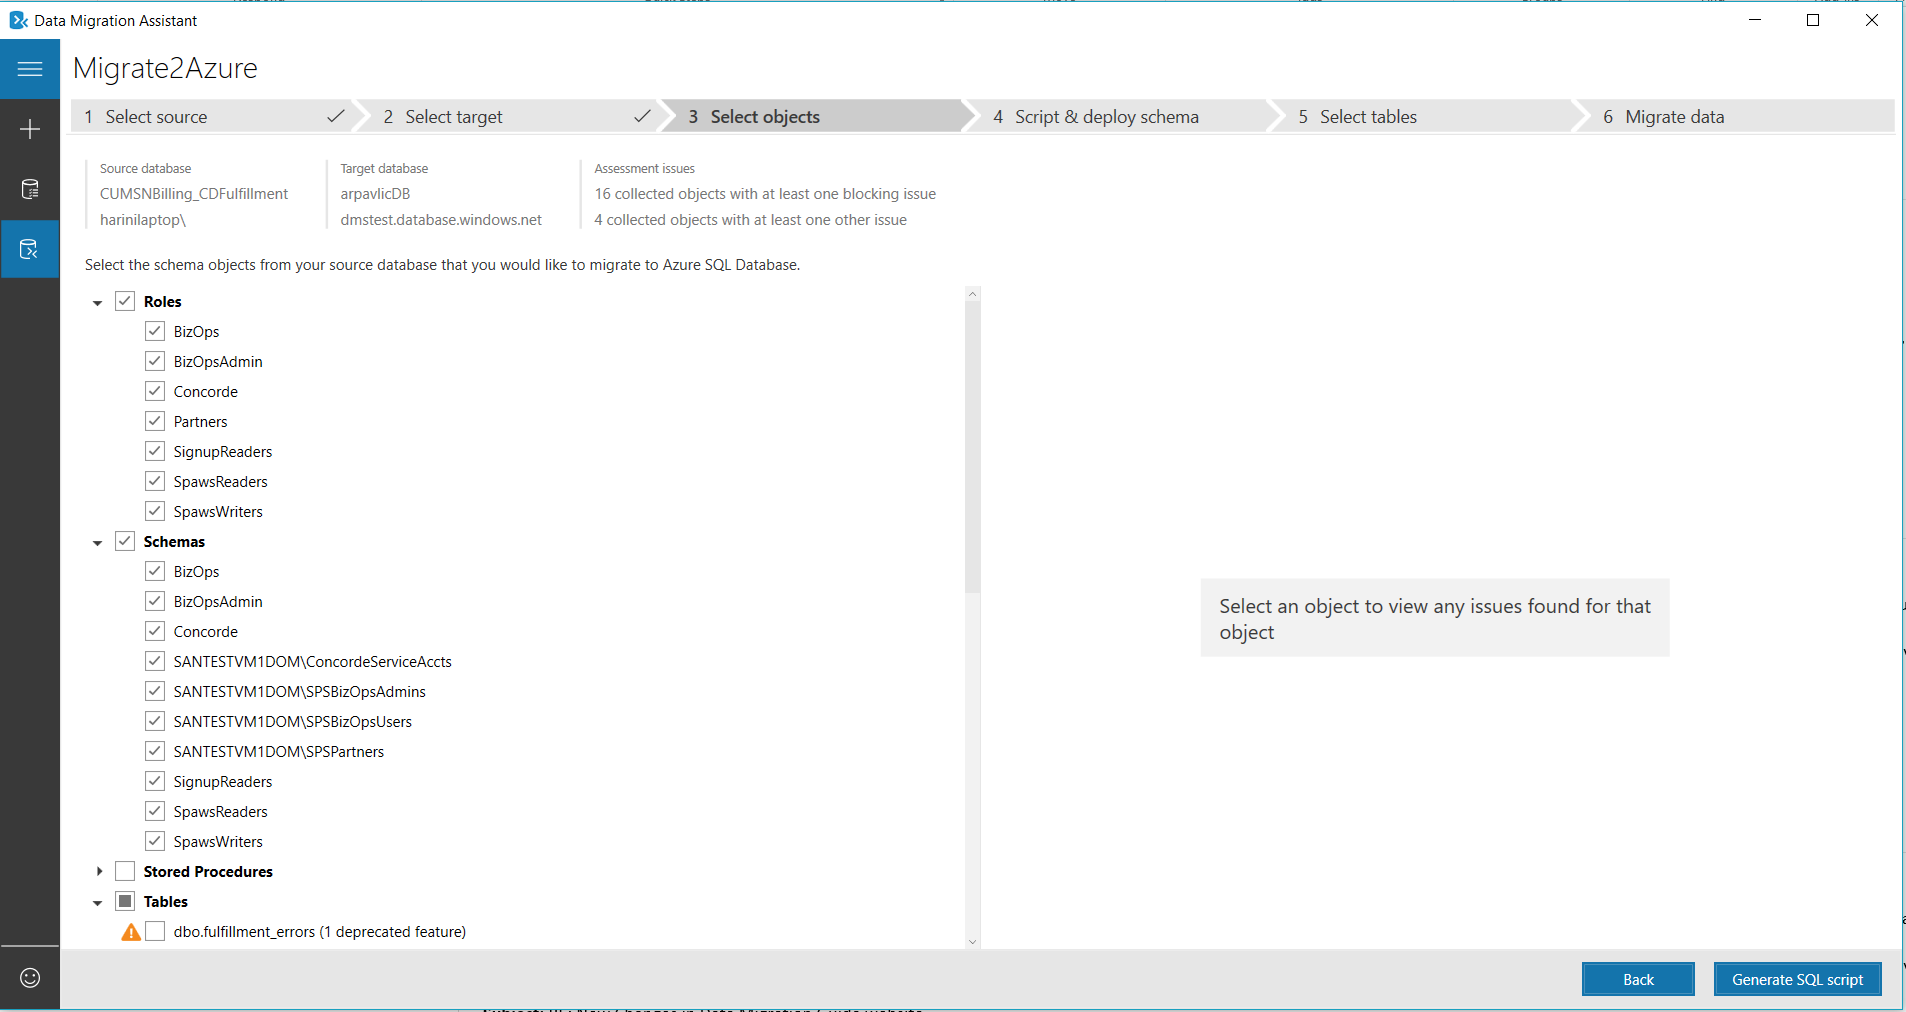 Data Migration Assistant
Migrate2Azure
1 Select source
2 Select target
3 Select objects
4 Script & deploy schema
5 Select tables
6 Migrate data
Source database
CUMSNBilling_CDFulfillment
harinilaptop\
Target database
arpavlicDB
dmstest.database.windows.net
Assessment issues
16 collected objects with at least one blocking issue
4 collected objects with at least one other issue
Select the schema objects from your source database that you would like to migrate to Azure SQL Database.
Roles
BizOps
BizOpsAdmin
Concorde
Partners
SignupReaders
SpawsReaders
SpawsWriters
Schemas
BizOps
BizOpsAdmin
Concorde
SANTESTVM1DOM\ConcordeServiceAccts
SANTESTVM1DOM\SPSBizOpsAdmins
SANTESTVM1DOM\SPSBizOpsUsers
SANTESTVM1DOM\SPSPartners
SignupReaders
SpawsReaders
SpawsWriters
Stored Procedures
Tables
dbo.fulfillment_errors (1 deprecated feature)
Select an object to view any issues found for that
object
Back
Generate SQL script